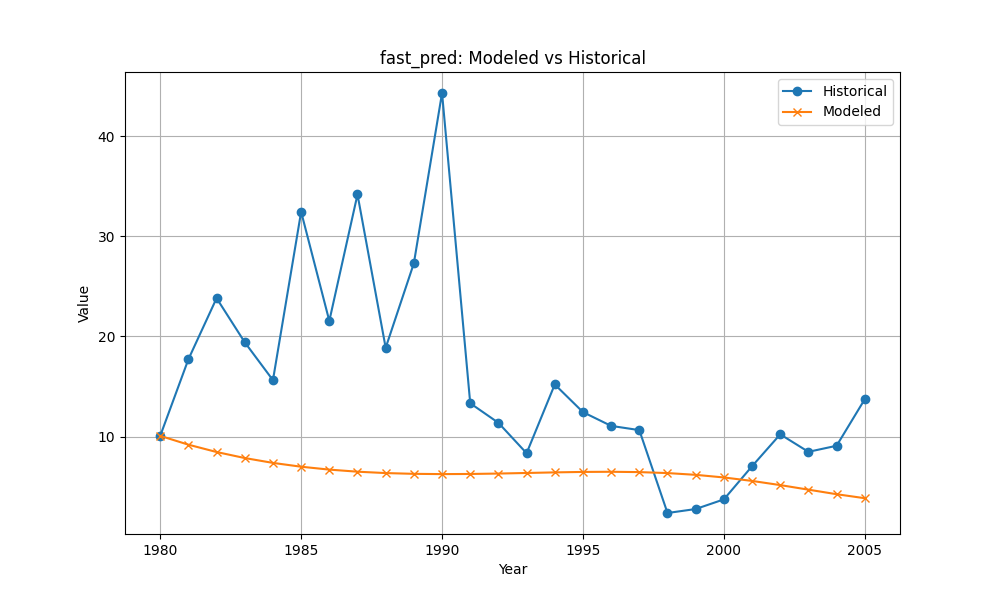 fast_pred: Modeled vs Historical
Historical
Modeled
Value
40
30
20
10
1980
1985
1990
1995
2000
2005
Year